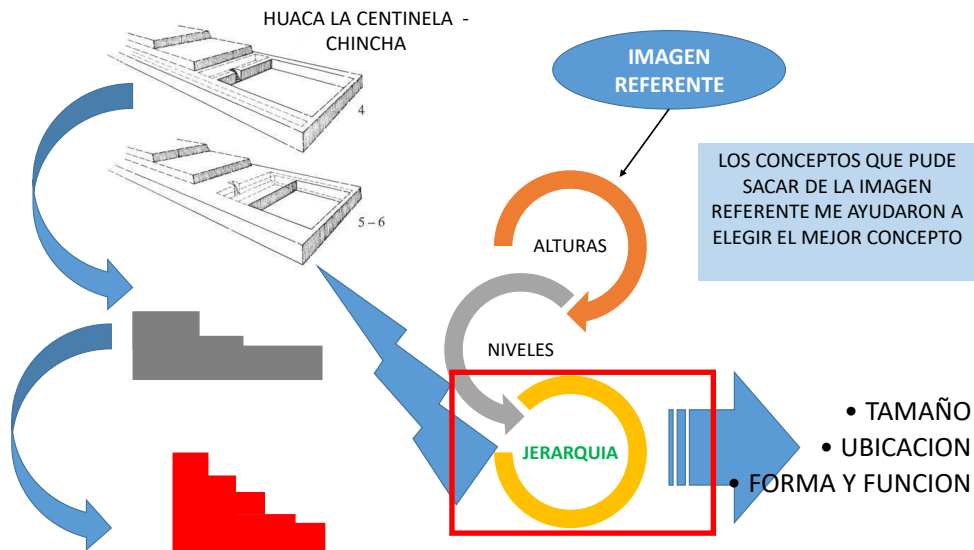 HUACA LA CENTINELA -
CHINCHA
4
5 – 6
IMAGEN
REFERENTE
LOS CONCEPTOS QUE PUDE
SACAR DE LA IMAGEN
REFERENTE ME AYUDARON A
ELEGIR EL MEJOR CONCEPTO
ALTURAS
NIVELES
JERARQUIA
• TAMAÑO
• UBICACION
• FORMA Y FUNCION